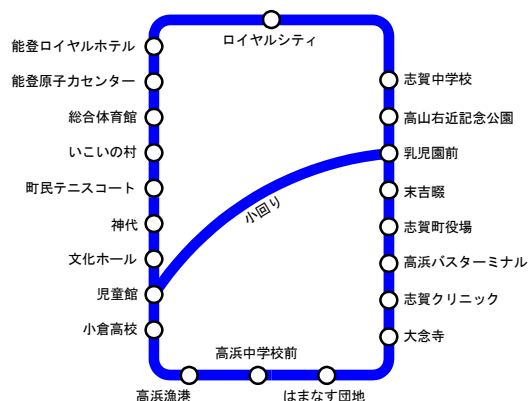 ロイヤルシティ
能登ロイヤルホテル
能登原子力センター
総合体育館
いこいの村
町民テニスコート
神代
文化ホール
児童館
小倉高校
志賀中学校
高山右近記念公園
乳児園前
末吉畷
志賀町役場
高浜バスターミナル
志賀クリニック
大念寺
小回り
高浜中学校前
高浜漁港
はまなす団地